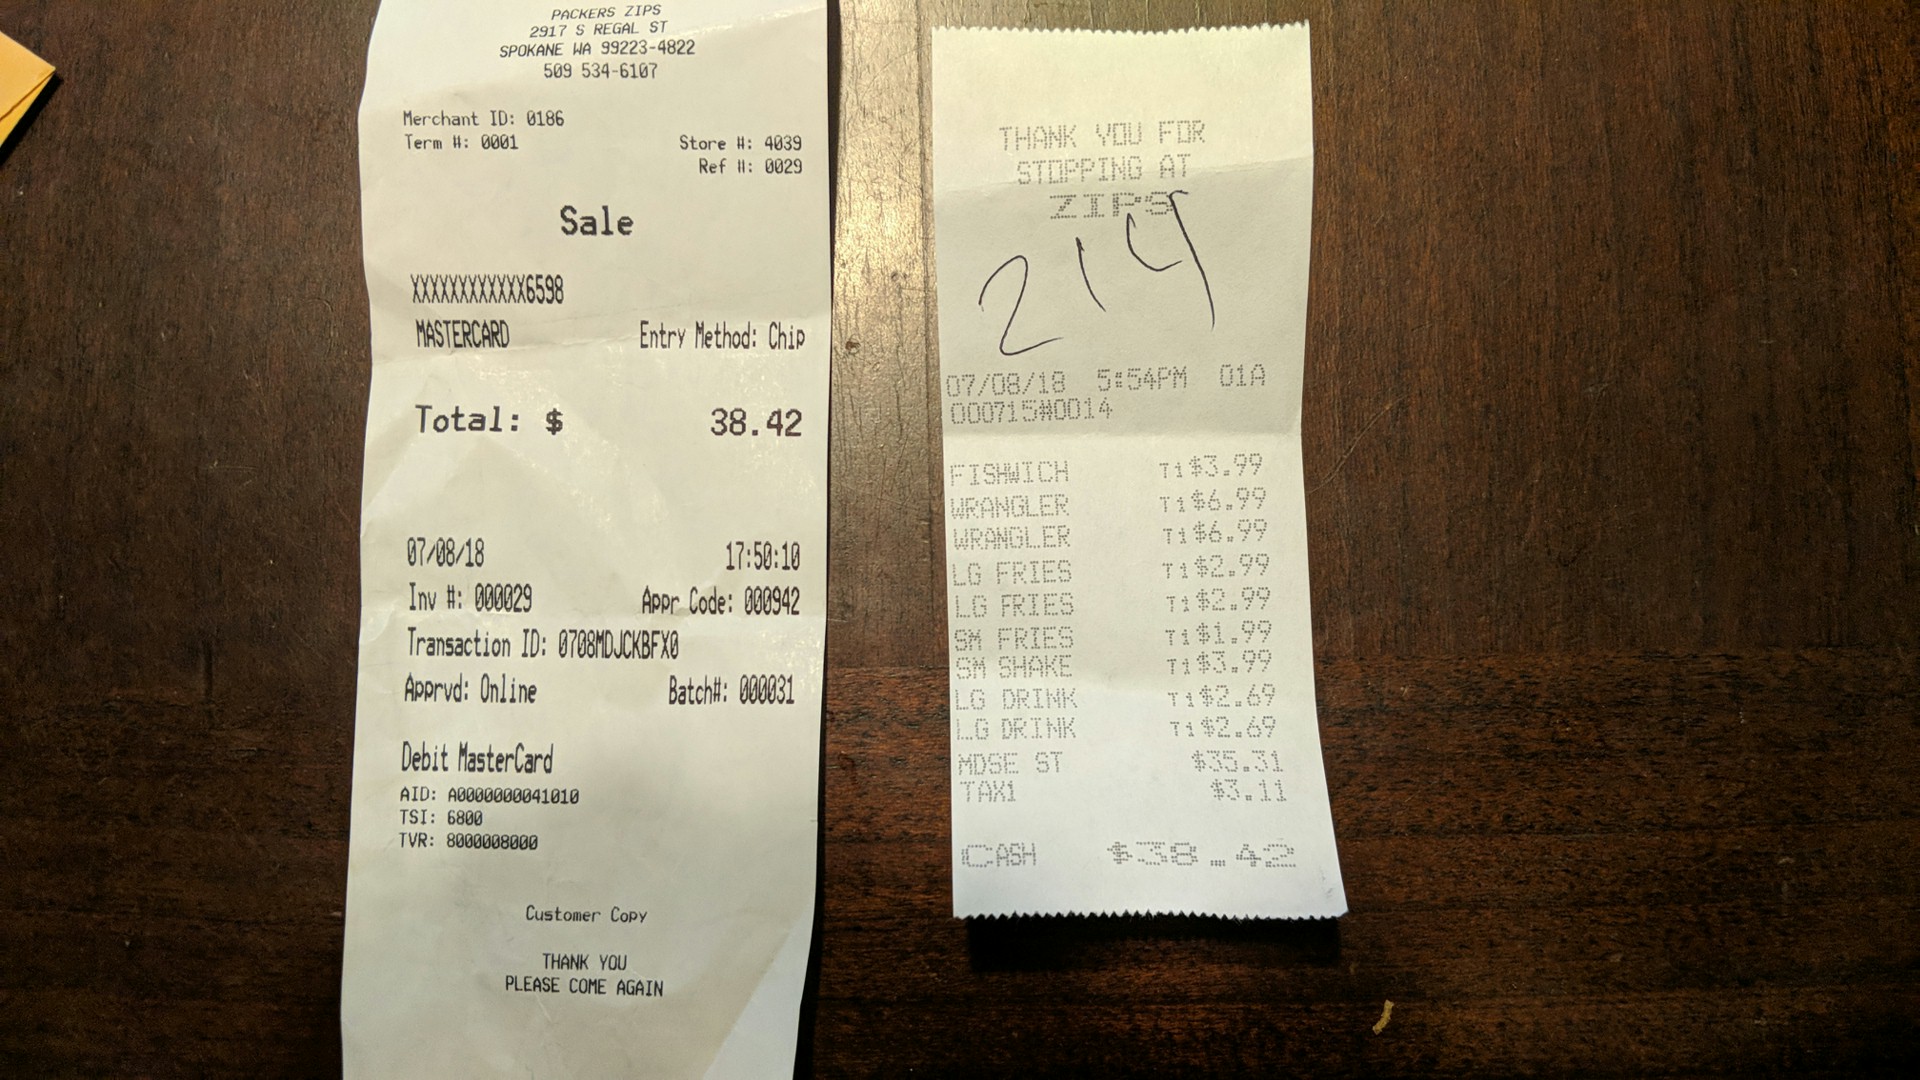 PACKERS ZIPS
2917 S REGAL ST
SPOKANE WA 99223-4822
509 534-6107
Merchant ID: 0186
Term #: 0001 Store #: 4039
Ref #: 0029
Sale
XXXXXXXXXXXX6598
MASTERCARD Entry Method: Chip
Total: $ 38.42
07/08/18 17:50:10
Inv #: 000029 Appr Code: 000942
Transaction ID: 0708MDJCKBFX0
Apprvd: Online Batch#: 000031
Debit MasterCard
AID: A0000000041010
TSI: 6800
TVR: 8000008000
Customer Copy
THANK YOU
PLEASE COME AGAIN
THANK YOU FOR
STOPPING AT
ZIPS
214
07/08/18 5:54PM 01A
000715#0014
FISHWICH T1$3.99
WRANGLER T1$6.99
WRANGLER T1$6.99
LG FRIES T1$2.99
LG FRIES T1$2.99
SM FRIES T1$1.99
SM SHAKE T1$3.99
LG DRINK T1$2.69
LG DRINK T1$2.69
MDSE ST $35.31
TAX1 $3.11
CASH $38.42